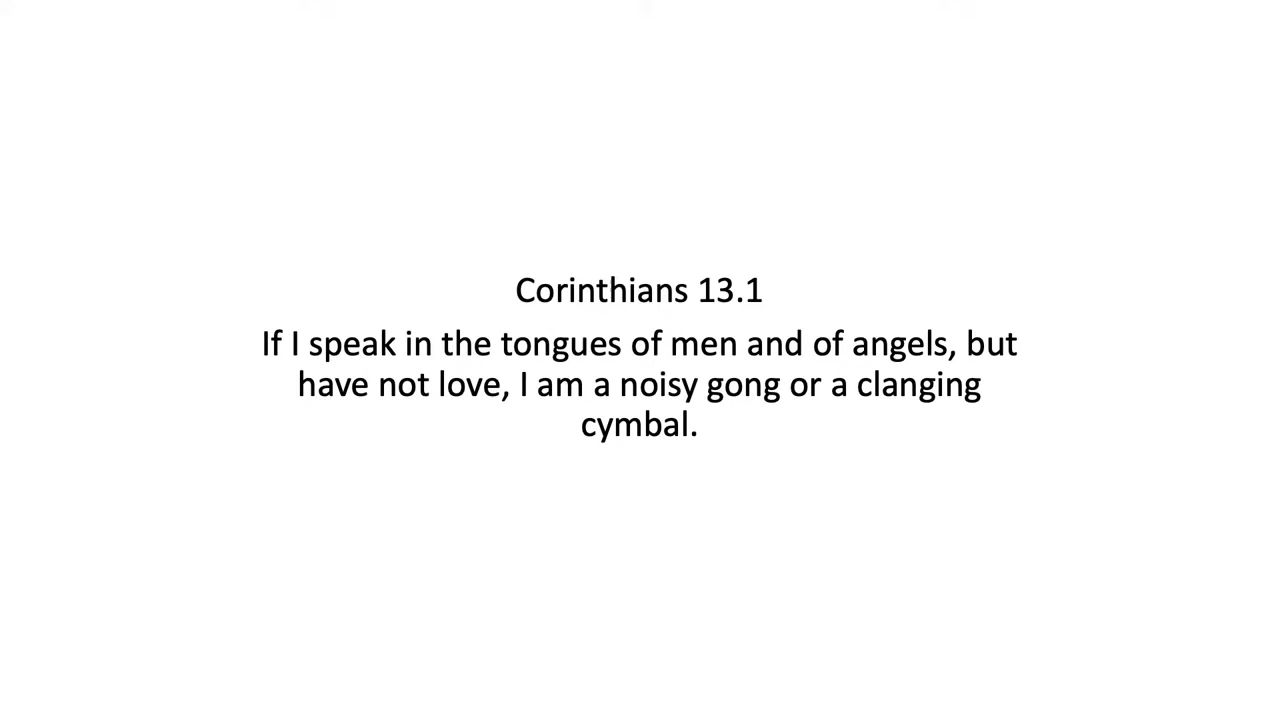 Corinthians 13.1
If I speak in the tongues of men and of angels, but
have not love, I am a noisy gong or a clanging
cymbal.